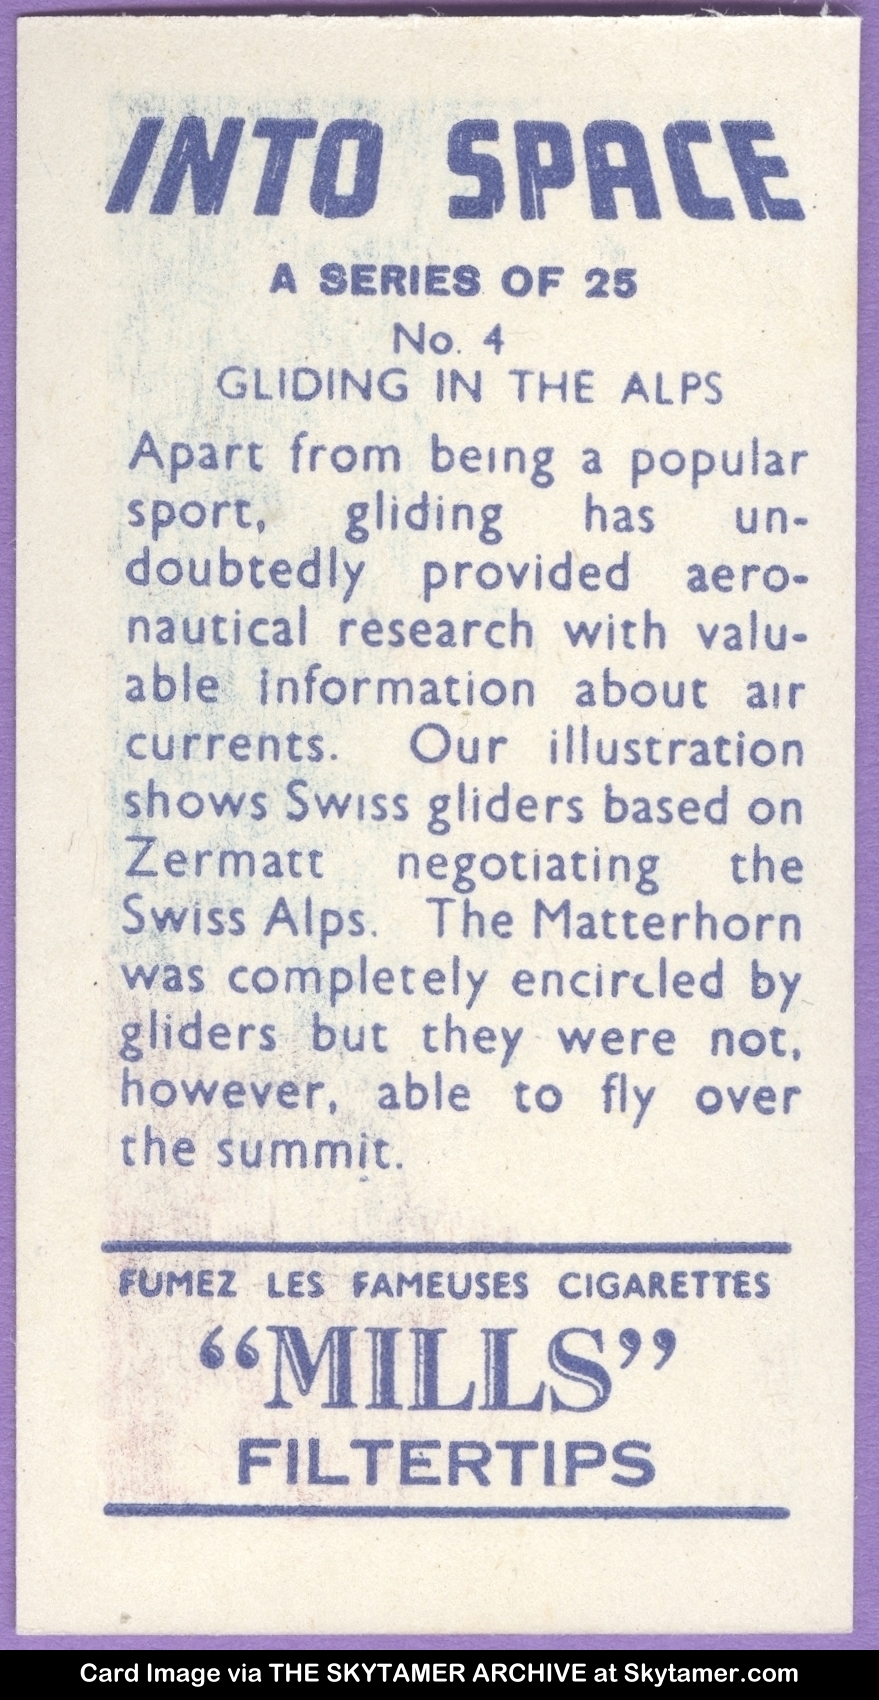 INTO SPACE
A SERIES OF 25
No. 4
GLIDING IN THE ALPS
Apart from being a popular
sport, gliding has un-
doubtedly provided aero-
nautical research with valu-
able information about air
currents. Our illustration
shows Swiss gliders based on
Zermatt negotiating the
Swiss Alps. The Matterhorn
was completely encircled by
gliders but they were not,
however, able to fly over
the summit.
FUMEZ LES FAMEUSES CIGARETTES
“MILLS”
FILTERTIPS
Card Image via THE SKYTAMER ARCHIVE at Skytamer.com